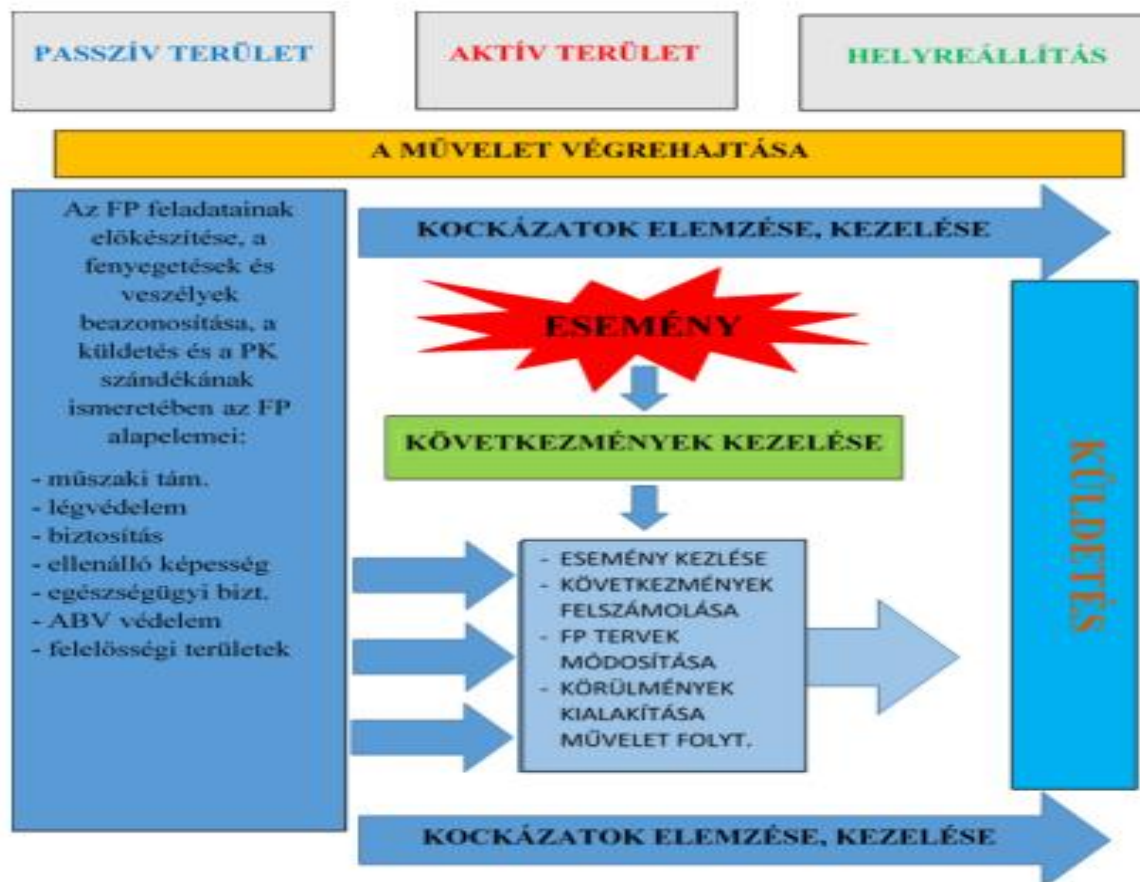 PASSZÍV TERÜLET
AKTÍV TERÜLET
HELYREÁLLÍTÁS
A MŰVELET VÉGREHAJTÁSA
Az FP feladatainak
előkészítése, a
fenyegetések és
veszélyek
beazonosítása, a
küldetés és a PK
szándékának
ismeretében az FP
alapelemei:
- műszaki tám.
- légvédelem
- biztosítás
- ellenálló képesség
- egészségügyi bizt.
- ABV védelem
- felelősségi területek
KOCKÁZATOK ELEMZÉSE, KEZELÉSE
ESEMÉNY
KÖVETKEZMÉNYEK KEZELÉSE
- ESEMÉNY KEZLÉSE
- KÖVETKEZMÉNYEK
FELSZÁMOLÁSA
- FP TERVEK
MÓDOSÍTÁSA
- KÖRÜLMÉNYEK
KIALAKÍTÁSA
MŰVELET FOLYT.
KÜLDETÉS
KOCKÁZATOK ELEMZÉSE, KEZELÉSE